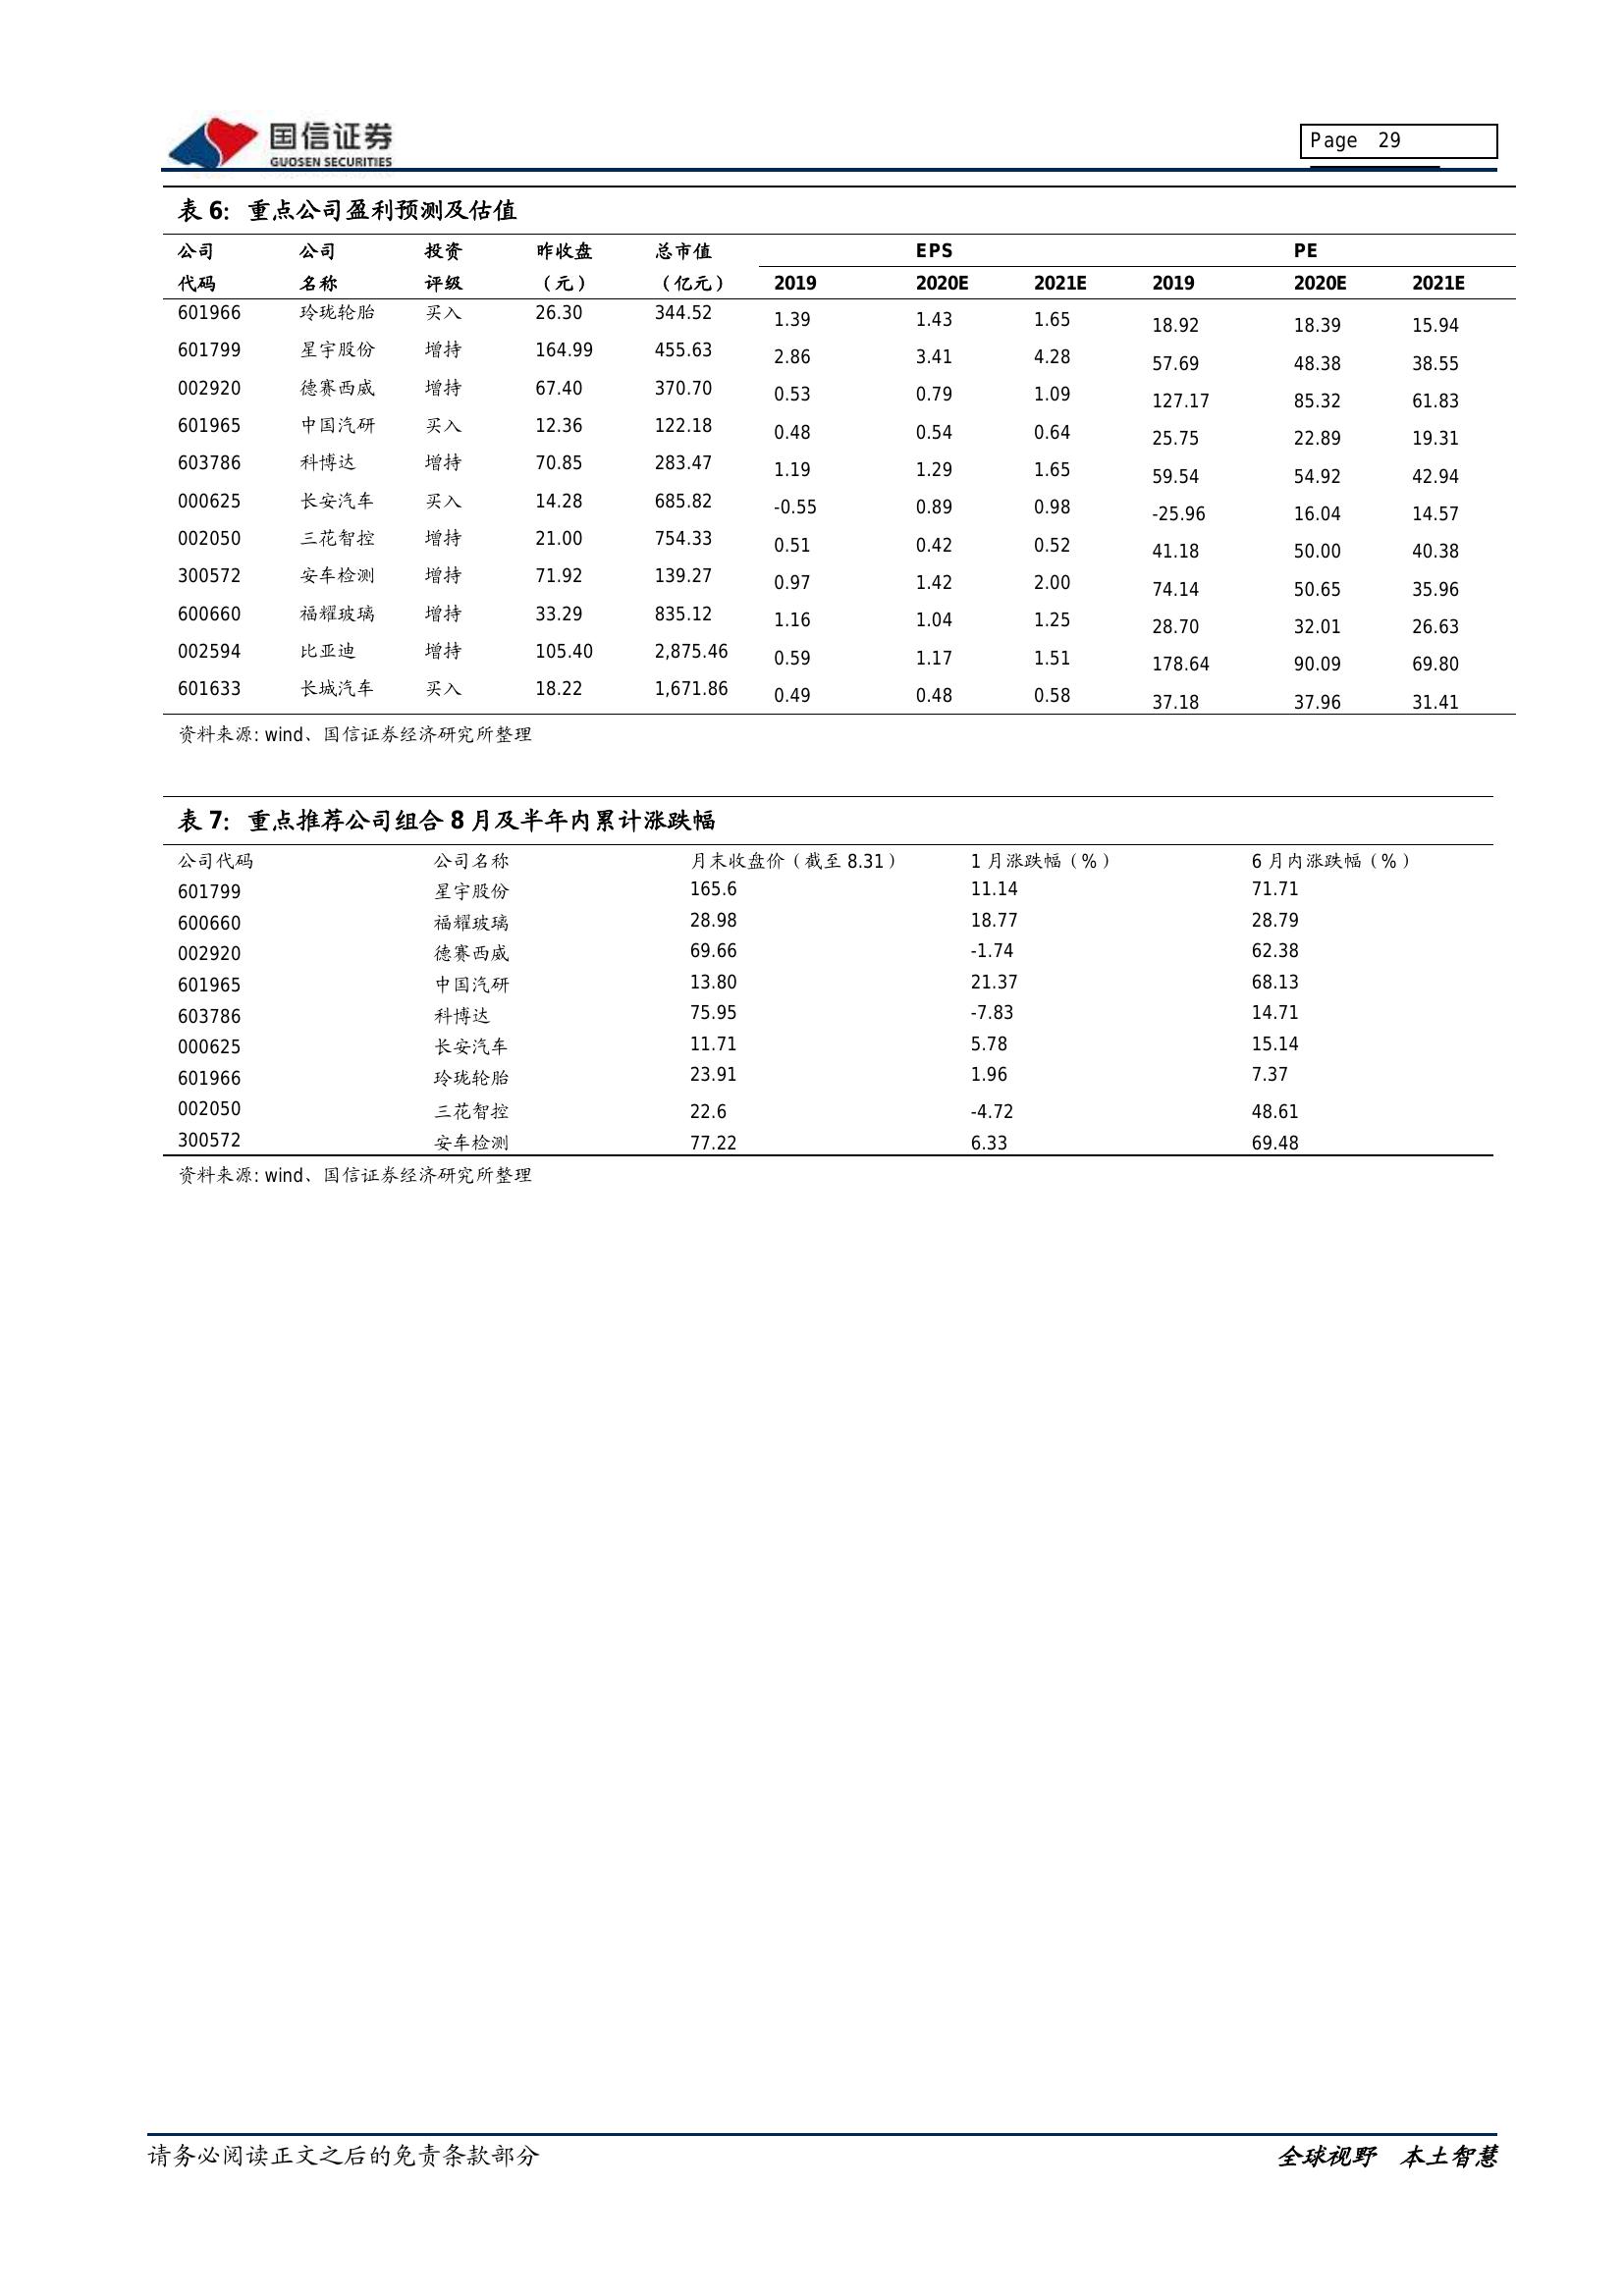 国信证券
GUOSEN SECURITIES
Page 29
表 6：重点公司盈利预测及估值
公司 公司 投资 昨收盘 总市值 EPS PE
代码 名称 评级 （元） （亿元） 2019 2020E 2021E 2019 2020E 2021E
601966 玲珑轮胎 买入 26.30 344.52 1.39 1.43 1.65 18.92 18.39 15.94
601799 星宇股份 增持 164.99 455.63 2.86 3.41 4.28 57.69 48.38 38.55
002920 德赛西威 增持 67.40 370.70 0.53 0.79 1.09 127.17 85.32 61.83
601965 中国汽研 买入 12.36 122.18 0.48 0.54 0.64 25.75 22.89 19.31
603786 科博达 增持 70.85 283.47 1.19 1.29 1.65 59.54 54.92 42.94
000625 长安汽车 买入 14.28 685.82 -0.55 0.89 0.98 -25.96 16.04 14.57
002050 三花智控 增持 21.00 754.33 0.51 0.42 0.52 41.18 50.00 40.38
300572 安车检测 增持 71.92 139.27 0.97 1.42 2.00 74.14 50.65 35.96
600660 福耀玻璃 增持 33.29 835.12 1.16 1.04 1.25 28.70 32.01 26.63
002594 比亚迪 增持 105.40 2,875.46 0.59 1.17 1.51 178.64 90.09 69.80
601633 长城汽车 买入 18.22 1,671.86 0.49 0.48 0.58 37.18 37.96 31.41
资料来源: wind、国信证券经济研究所整理
表 7：重点推荐公司组合 8 月及半年内累计涨跌幅
公司代码 公司名称 月末收盘价（截至 8.31） 1 月涨跌幅（%） 6 月内涨跌幅（%）
601799 星宇股份 165.6 11.14 71.71
600660 福耀玻璃 28.98 18.77 28.79
002920 德赛西威 69.66 -1.74 62.38
601965 中国汽研 13.80 21.37 68.13
603786 科博达 75.95 -7.83 14.71
000625 长安汽车 11.71 5.78 15.14
601966 玲珑轮胎 23.91 1.96 7.37
002050 三花智控 22.6 -4.72 48.61
300572 安车检测 77.22 6.33 69.48
资料来源: wind、国信证券经济研究所整理
请务必阅读正文之后的免责条款部分 全球视野 本土智慧